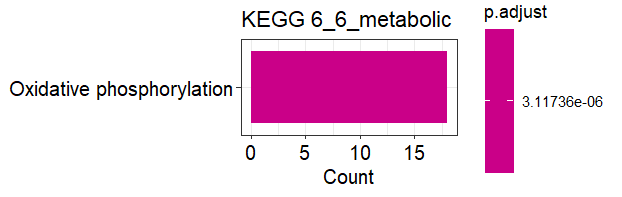 KEGG 6_6_metabolic
p.adjust
Oxidative phosphorylation
3.11736e-06
0 5 10 15
Count